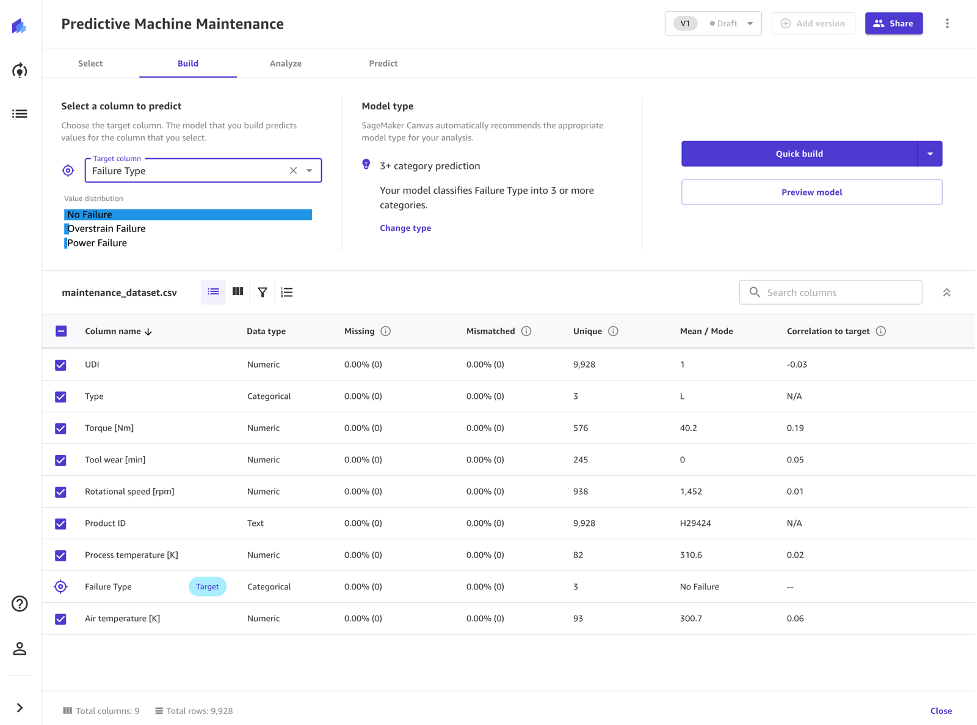 Predictive Machine Maintenance
V1 Draft
Add version
Share
Select Build Analyze Predict
Select a column to predict
Choose the target column. The model that you build predicts
values for the column that you select.
Target column
Failure Type
Value distribution
No Failure
Overstrain Failure
Power Failure
Model type
SageMaker Canvas automatically recommends the appropriate
model type for your analysis.
3+ category prediction
Your model classifies Failure Type into 3 or more
categories.
Change type
Quick build
Preview model
maintenance_dataset.csv
Search columns
Column name Data type Missing Mismatched Unique Mean / Mode Correlation to target
UDI Numeric 0.00% (0) 0.00% (0) 9,928 1 -0.03
Type Categorical 0.00% (0) 0.00% (0) 3 L N/A
Torque [Nm] Numeric 0.00% (0) 0.00% (0) 576 40.2 0.19
Tool wear [min] Numeric 0.00% (0) 0.00% (0) 245 0 0.05
Rotational speed [rpm] Numeric 0.00% (0) 0.00% (0) 938 1,452 0.01
Product ID Text 0.00% (0) 0.00% (0) 9,928 H29424 N/A
Process temperature [K] Numeric 0.00% (0) 0.00% (0) 82 310.6 0.02
Failure Type Target Categorical 0.00% (0) 0.00% (0) 3 No Failure --
Air temperature [K] Numeric 0.00% (0) 0.00% (0) 93 300.7 0.06
Total columns: 9 Total rows: 9,928
Close